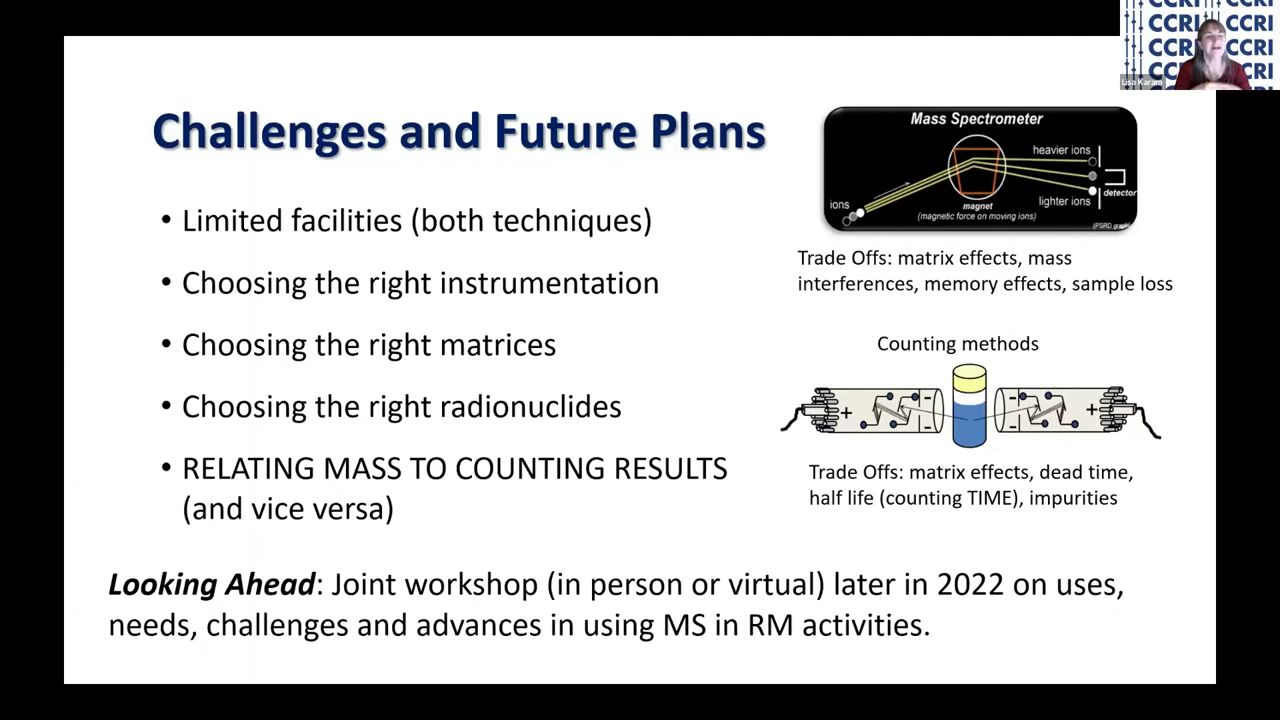 CCRI CCRI
CCRI CCRI
CCRI CCRI
CCRI CCRI
Lisa Karam
Challenges and Future Plans
• Limited facilities (both techniques)
• Choosing the right instrumentation
• Choosing the right matrices
• Choosing the right radionuclides
• RELATING MASS TO COUNTING RESULTS
(and vice versa)
Mass Spectrometer
heavier ions
ions
magnet
(magnetic force on moving ions)
lighter ions
detector
Trade Offs: matrix effects, mass
interferences, memory effects, sample loss
Counting methods
+ - - +
- -
Trade Offs: matrix effects, dead time,
half life (counting TIME), impurities
Looking Ahead: Joint workshop (in person or virtual) later in 2022 on uses,
needs, challenges and advances in using MS in RM activities.